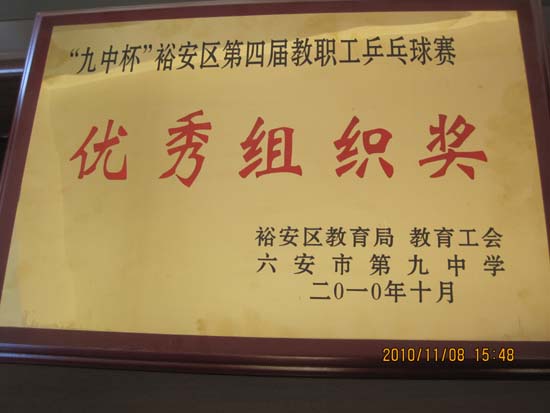 “九中杯”裕安区第四届教职工乒乓球赛
优秀组织奖
裕安区教育局 教育工会
六安市第九中学
二0一0年十月
2010/11/08 15:48